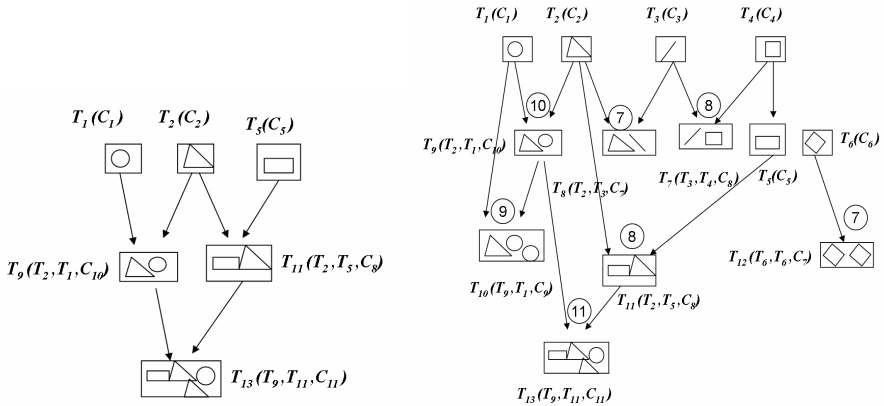 T1(C1)
T2(C2)
T5(C5)
T9(T2,T1,C10)
T11(T2,T5,C8)
T13(T9,T11,C11)
T1(C1)
T2(C2)
T3(C3)
T4(C4)
10
7
8
T9(T2,T1,C10)
T6(C6)
T8(T2,T3,C7)
T7(T3,T4,C8)
T5(C5)
9
8
7
T12(T6,T6,C7)
T10(T9,T1,C9)
T11(T2,T5,C8)
11
T13(T9,T11,C11)